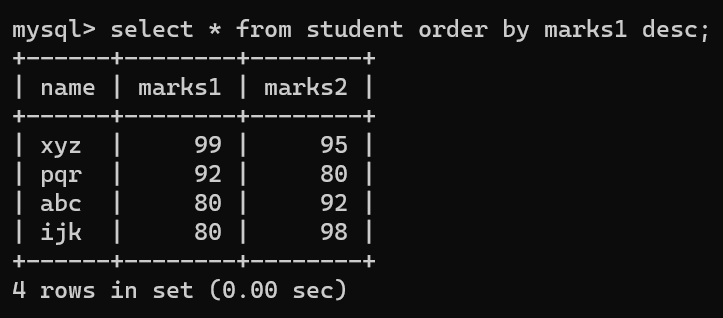 mysql> select * from student order by marks1 desc;
+------+--------+--------+
| name | marks1 | marks2 |
+------+--------+--------+
| xyz  |     99 |     95 |
| pqr  |     92 |     80 |
| abc  |     80 |     92 |
| ijk  |     80 |     98 |
+------+--------+--------+
4 rows in set (0.00 sec)